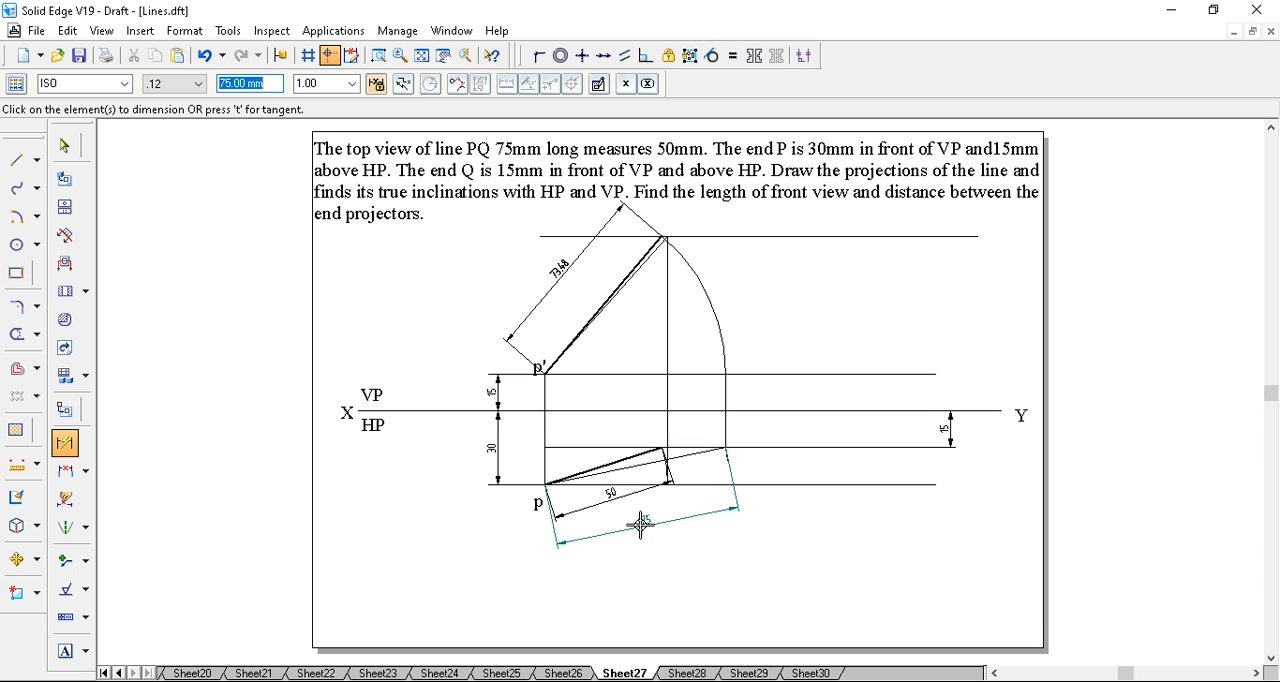 Solid Edge V19 - Draft - [Lines.dft]
File Edit View Insert Format Tools Inspect Applications Manage Window Help
ISO .12 75.00 mm 1.00
Click on the element(s) to dimension OR press 't' for tangent.
The top view of line PQ 75mm long measures 50mm. The end P is 30mm in front of VP and15mm
above HP. The end Q is 15mm in front of VP and above HP. Draw the projections of the line and
finds its true inclinations with HP and VP. Find the length of front view and distance between the
end projectors.
73.48
p'
15
VP
X
Y
HP
15
30
p
50
Sheet20 Sheet21 Sheet22 Sheet23 Sheet24 Sheet25 Sheet26 Sheet27 Sheet28 Sheet29 Sheet30